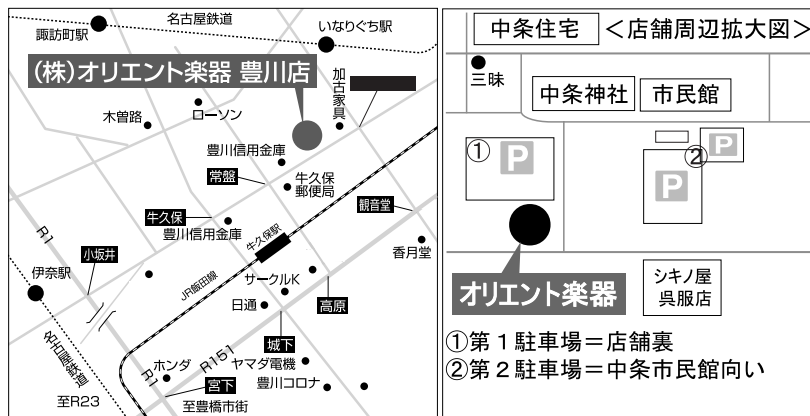 名古屋鉄道
諏訪町駅
いなりぐち駅
(株)オリエント楽器 豊川店
加古家具
ローソン
木曽路
豊川信用金庫
常盤
牛久保
郵便局
牛久保
豊川信用金庫
観音堂
牛久保駅
香月堂
R1
小坂井
伊奈駅
JR飯田線
サークルK
日通
高原
城下
名古屋鉄道
R151
ヤマダ電機
ホンダ
R1
宮下
豊川コロナ
至R23
至豊橋市街
中条住宅
<店舗周辺拡大図>
三昧
中条神社
市民館
①
P
②
P
P
オリエント楽器
シキノ屋
呉服店
①第1駐車場=店舗裏
②第2駐車場=中条市民館向い